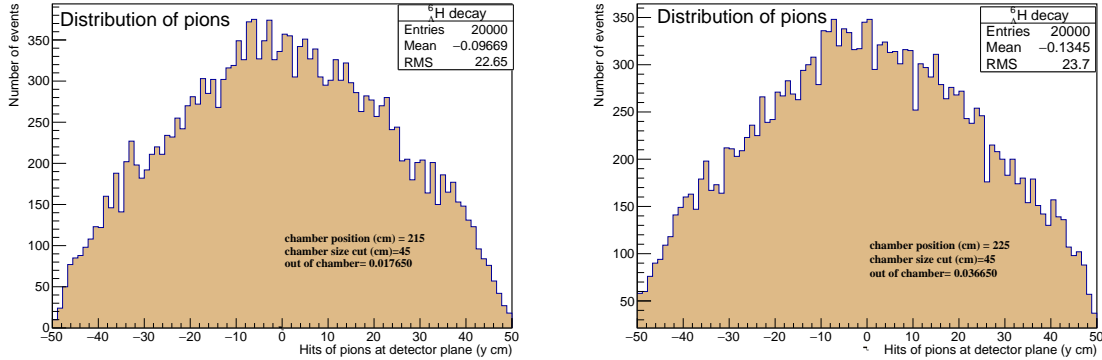 Distribution of pions
⁶ΛH decay
Entries 20000
Mean −0.09669
RMS 22.65
Number of events
350
300
250
200
150
100
50
0
chamber position (cm) = 215
chamber size cut (cm)=45
out of chamber= 0.017650
−50 −40 −30 −20 −10 0 10 20 30 40 50
Hits of pions at detector plane (y cm)
Distribution of pions
⁶ΛH decay
Entries 20000
Mean −0.1345
RMS 23.7
Number of events
350
300
250
200
150
100
50
chamber position (cm) = 225
chamber size cut (cm)=45
out of chamber= 0.036650
−50 −40 −30 −20 −10 0 10 20 30 40 50
Hits of pions at detector plane (y cm)